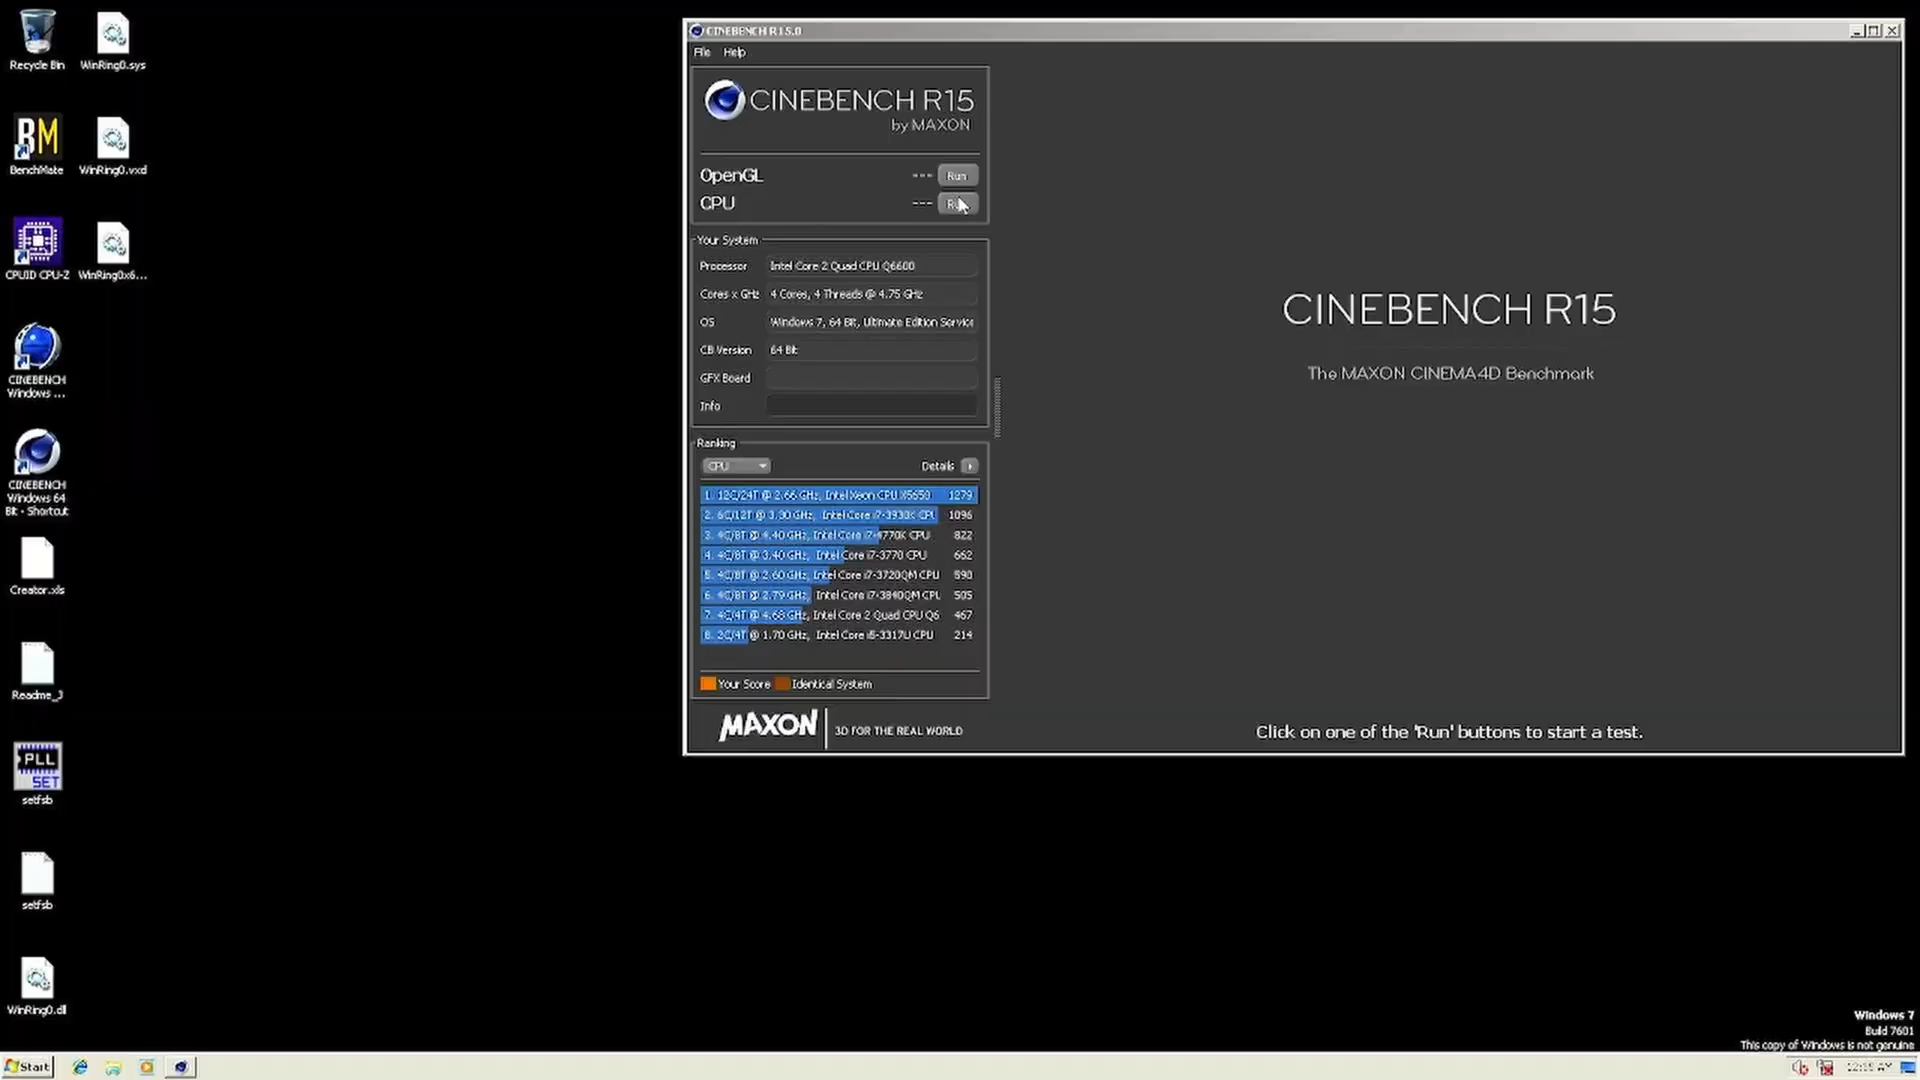 Recycle Bin
WinRing0.sys
BenchMate
WinRing0.vxd
CPUID CPU-Z
WinRing0x6...
CINEBENCH
Windows ...
CINEBENCH
Windows 64
Bit - Shortcut
Creator.xls
Readme_J
PLL
SET
setfsb
setfsb
WinRing0.dll
CINEBENCH R15.0
File Help
CINEBENCH R15
by MAXON
OpenGL --- Run
CPU ---
Your System
Processor Intel Core 2 Quad CPU Q6600
Cores x GHz 4 Cores, 4 Threads @ 4.75 GHz
OS Windows 7, 64 Bit, Ultimate Edition Service
CB Version 64 Bit
GFX Board
Info
Ranking
CPU Details
1. 12C/24T @ 2.66 GHz, Intel Xeon CPU X5650 1279
2. 6C/12T @ 3.30 GHz, Intel Core i7-3930K CPU 1096
3. 4C/8T @ 4.40 GHz, Intel Core i7-4770K CPU 822
4. 4C/8T @ 3.40 GHz, Intel Core i7-3770 CPU 662
5. 4C/8T @ 2.60 GHz, Intel Core i7-3720QM CPU 590
6. 4C/8T @ 2.79 GHz, Intel Core i7-3840QM CPU 505
7. 4C/4T @ 4.68 GHz, Intel Core 2 Quad CPU Q6 467
8. 2C/4T @ 1.70 GHz, Intel Core i5-3317U CPU 214
Your Score Identical System
MAXON 3D FOR THE REAL WORLD
CINEBENCH R15
The MAXON CINEMA4D Benchmark
Click on one of the 'Run' buttons to start a test.
Windows 7
Build 7601
This copy of Windows is not genuine
Start